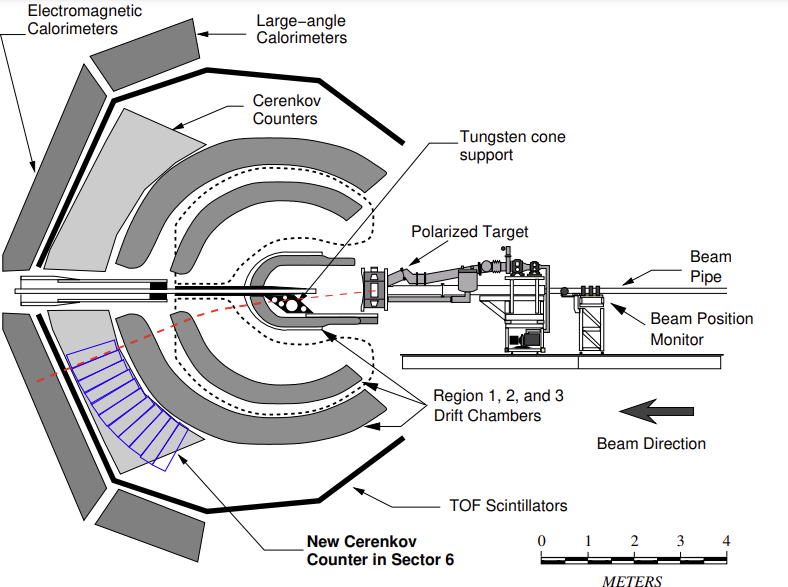 Electromagnetic
Calorimeters
Large−angle
Calorimeters
Cerenkov
Counters
Tungsten cone
support
Polarized Target
Beam
Pipe
Beam Position
Monitor
Region 1, 2, and 3
Drift Chambers
Beam Direction
TOF Scintillators
New Cerenkov
Counter in Sector 6
0 1 2 3 4
METERS